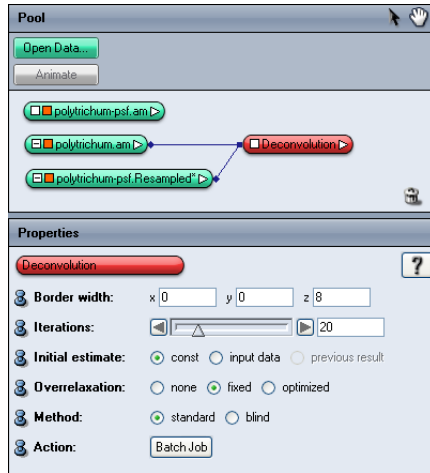 Pool
Open Data...
Animate
polytrichum-psf.am
polytrichum.am
Deconvolution
polytrichum-psf.Resampled*
Properties
Deconvolution
?
Border width: x 0 y 0 z 8
Iterations: 20
Initial estimate: const input data previous result
Overrelaxation: none fixed optimized
Method: standard blind
Action: Batch Job